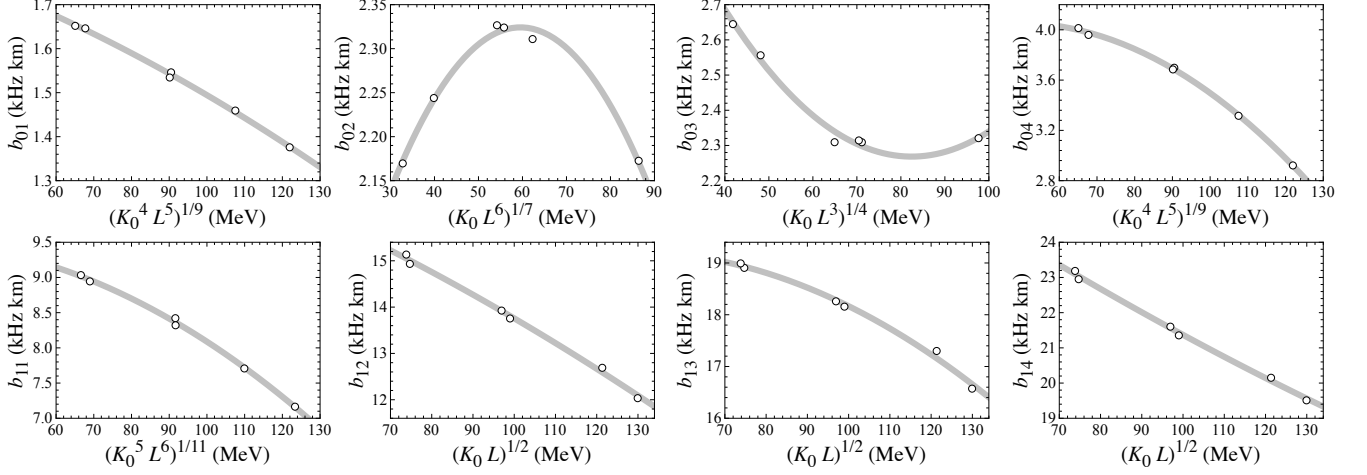 1.7
1.6
1.5
1.4
1.3
b01 (kHz km)
60 70 80 90 100 110 120 130
(K0^4 L^5)^1/9 (MeV)
2.35
2.30
2.25
2.20
2.15
b02 (kHz km)
30 40 50 60 70 80 90
(K0 L^6)^1/7 (MeV)
2.7
2.6
2.5
2.4
2.3
2.2
b03 (kHz km)
40 50 60 70 80 90 100
(K0 L^3)^1/4 (MeV)
4.0
3.6
3.2
2.8
b04 (kHz km)
60 70 80 90 100 110 120 130
(K0^4 L^5)^1/9 (MeV)
9.5
9.0
8.5
8.0
7.5
7.0
b11 (kHz km)
60 70 80 90 100 110 120 130
(K0^5 L^6)^1/11 (MeV)
15
14
13
12
b12 (kHz km)
70 80 90 100 110 120 130
(K0 L)^1/2 (MeV)
19
18
17
16
b13 (kHz km)
70 80 90 100 110 120 130
(K0 L)^1/2 (MeV)
24
23
22
21
20
19
b14 (kHz km)
70 80 90 100 110 120 130
(K0 L)^1/2 (MeV)